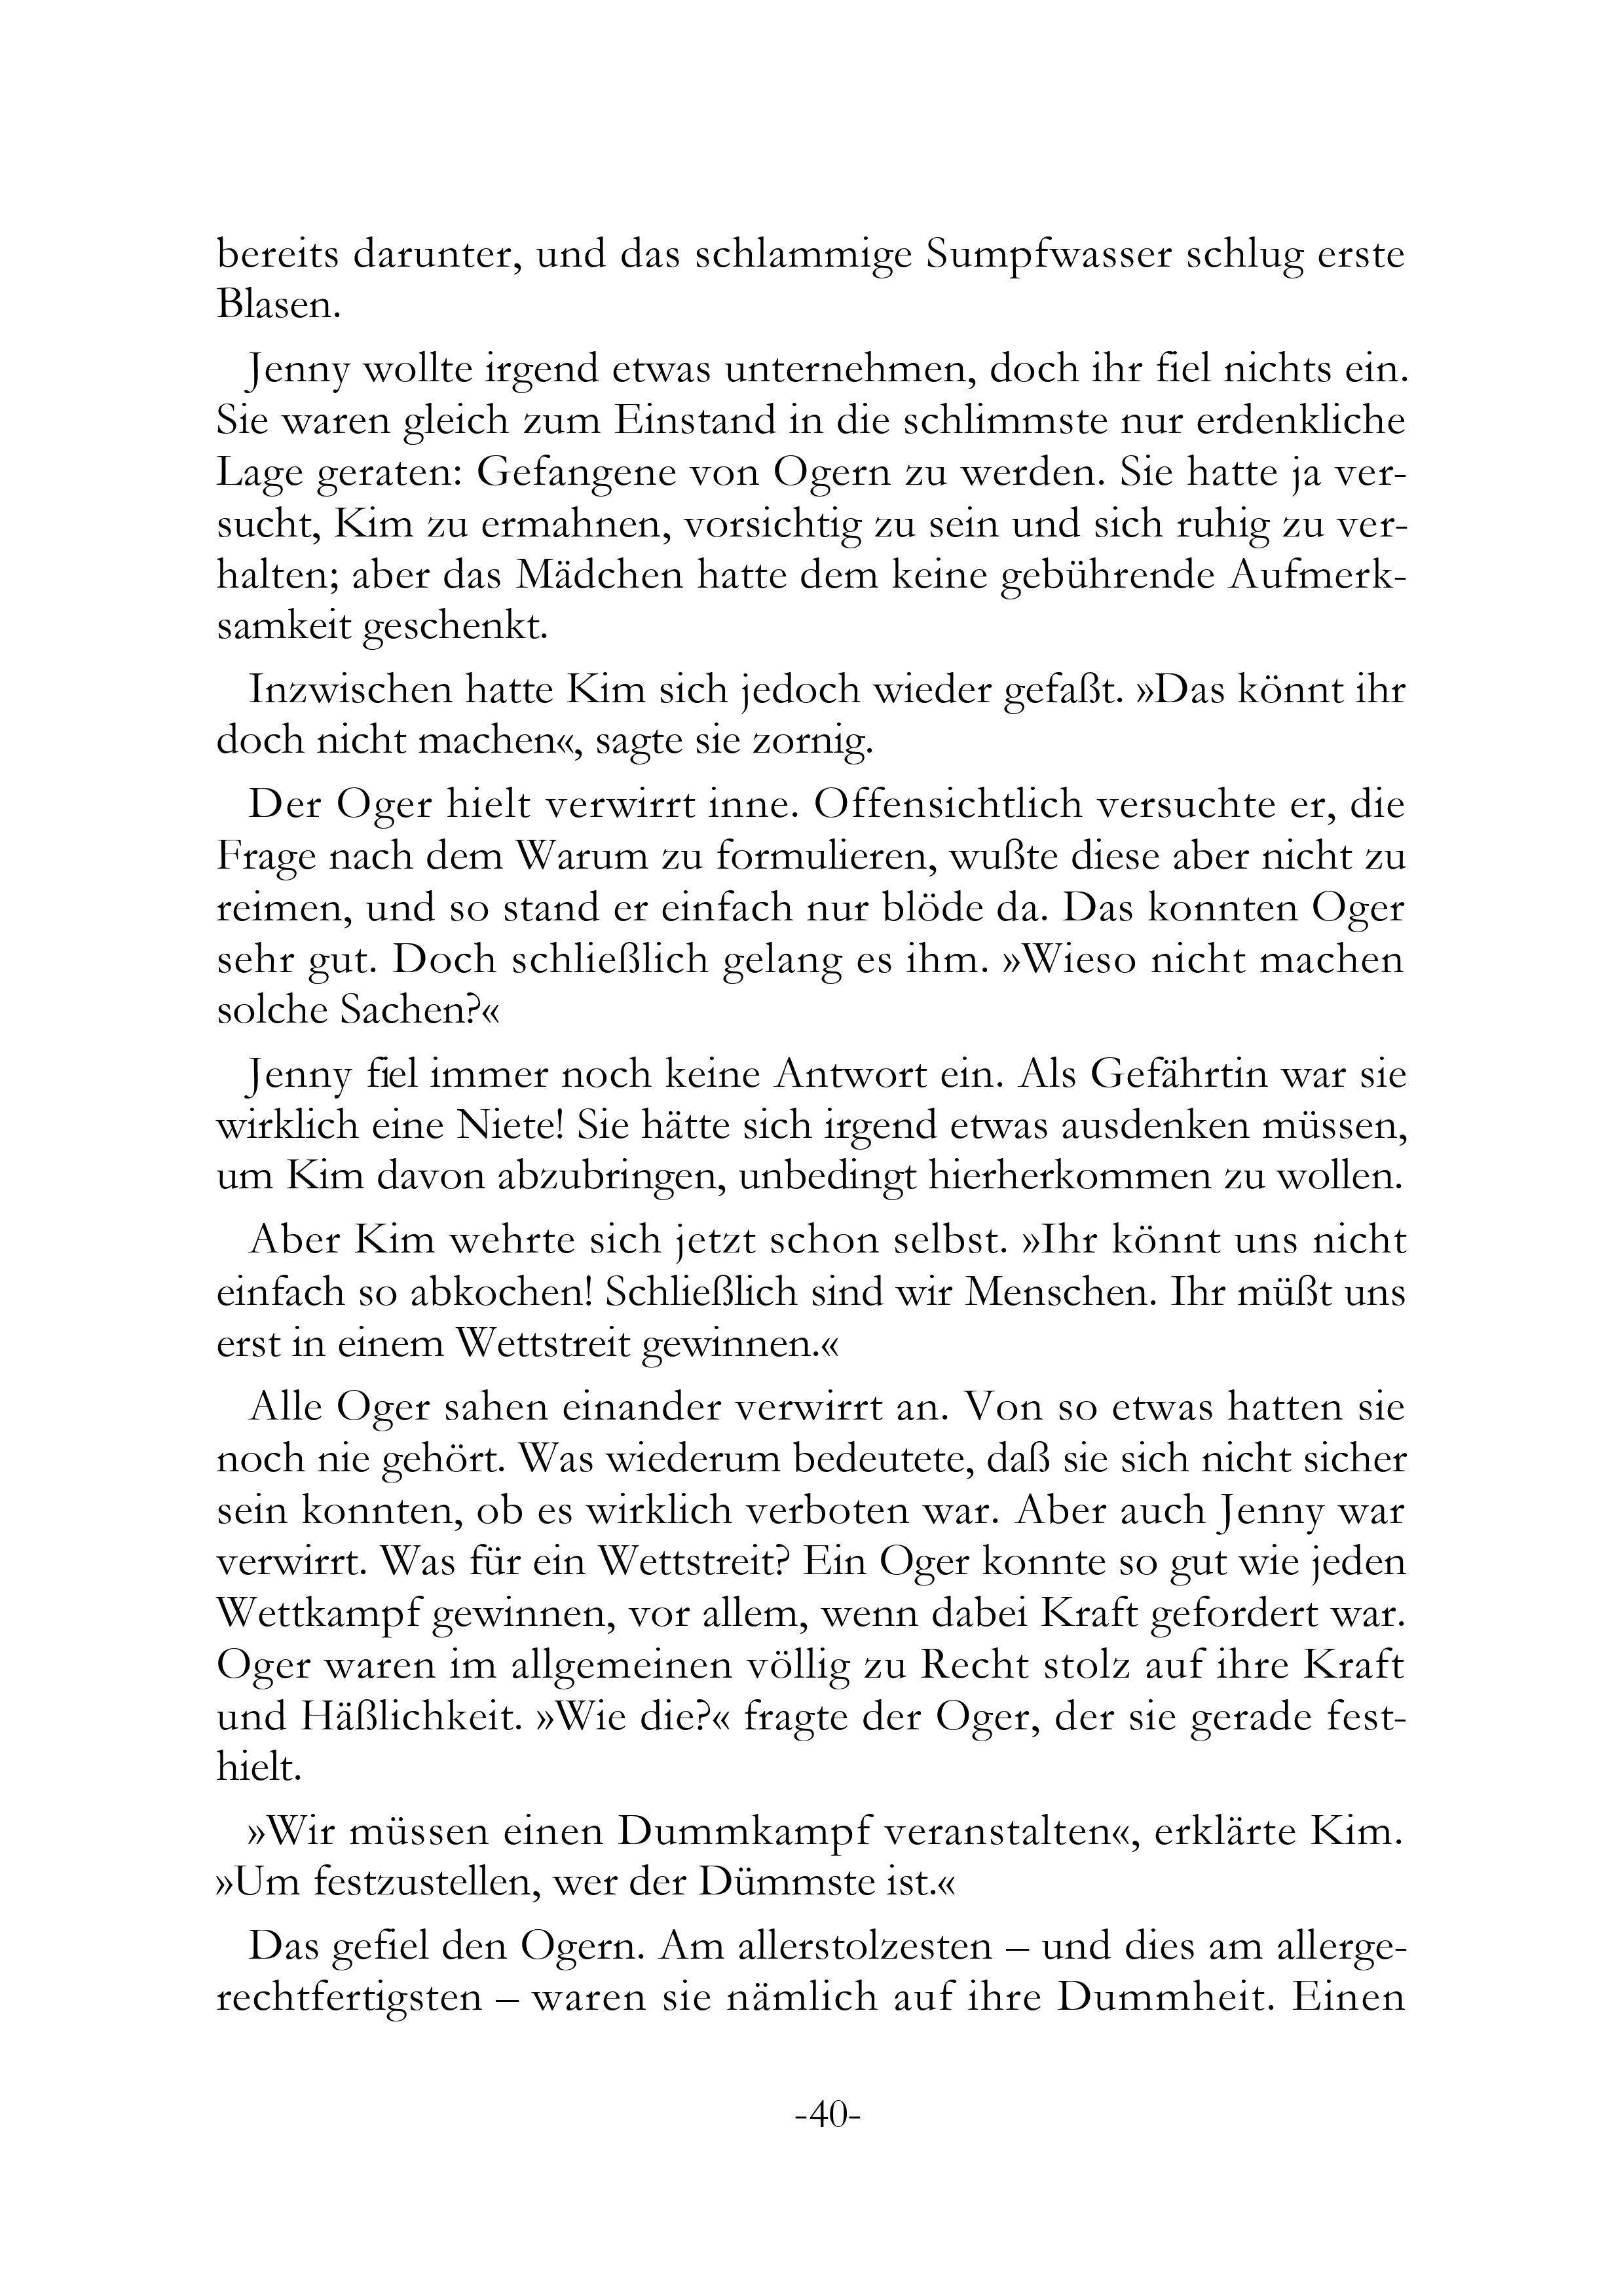 bereits darunter, und das schlammige Sumpfwasser schlug erste
Blasen.
Jenny wollte irgend etwas unternehmen, doch ihr fiel nichts ein.
Sie waren gleich zum Einstand in die schlimmste nur erdenkliche
Lage geraten: Gefangene von Ogern zu werden. Sie hatte ja ver-
sucht, Kim zu ermahnen, vorsichtig zu sein und sich ruhig zu ver-
halten; aber das Mädchen hatte dem keine gebührende Aufmerk-
samkeit geschenkt.
Inzwischen hatte Kim sich jedoch wieder gefaßt. »Das könnt ihr
doch nicht machen«, sagte sie zornig.
Der Oger hielt verwirrt inne. Offensichtlich versuchte er, die
Frage nach dem Warum zu formulieren, wußte diese aber nicht zu
reimen, und so stand er einfach nur blöde da. Das konnten Oger
sehr gut. Doch schließlich gelang es ihm. »Wieso nicht machen
solche Sachen?«
Jenny fiel immer noch keine Antwort ein. Als Gefährtin war sie
wirklich eine Niete! Sie hätte sich irgend etwas ausdenken müssen,
um Kim davon abzubringen, unbedingt hierherkommen zu wollen.
Aber Kim wehrte sich jetzt schon selbst. »Ihr könnt uns nicht
einfach so abkochen! Schließlich sind wir Menschen. Ihr müßt uns
erst in einem Wettstreit gewinnen.«
Alle Oger sahen einander verwirrt an. Von so etwas hatten sie
noch nie gehört. Was wiederum bedeutete, daß sie sich nicht sicher
sein konnten, ob es wirklich verboten war. Aber auch Jenny war
verwirrt. Was für ein Wettstreit? Ein Oger konnte so gut wie jeden
Wettkampf gewinnen, vor allem, wenn dabei Kraft gefordert war.
Oger waren im allgemeinen völlig zu Recht stolz auf ihre Kraft
und Häßlichkeit. »Wie die?« fragte der Oger, der sie gerade fest-
hielt.
»Wir müssen einen Dummkampf veranstalten«, erklärte Kim.
»Um festzustellen, wer der Dümmste ist.«
Das gefiel den Ogern. Am allerstolzesten – und dies am allerge-
rechtfertigsten – waren sie nämlich auf ihre Dummheit. Einen
-40-